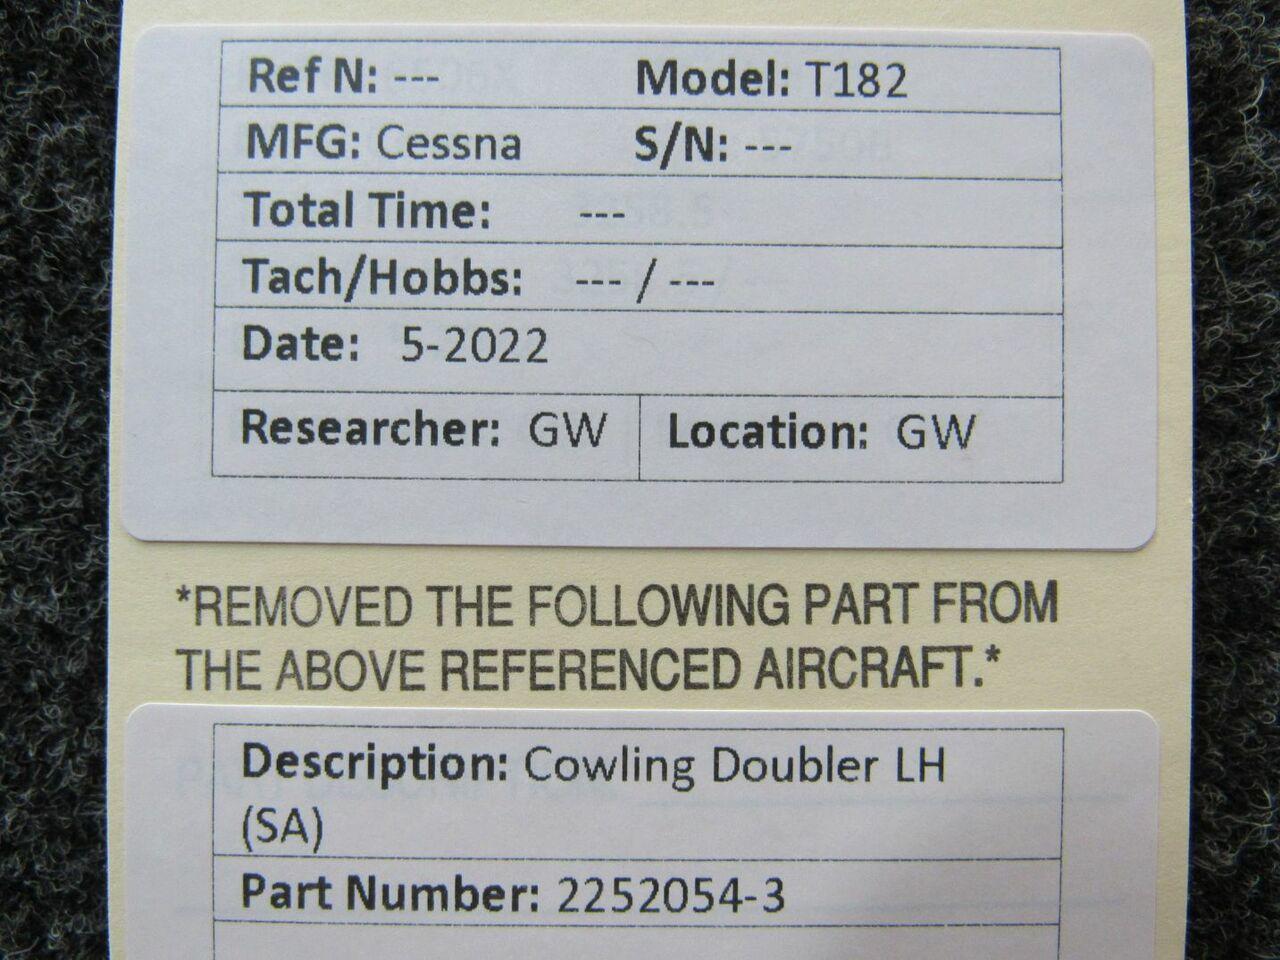 Ref N: --- Model: T182
MFG: Cessna S/N: ---
Total Time: ---
Tach/Hobbs: --- / ---
Date: 5-2022
Researcher: GW Location: GW
*REMOVED THE FOLLOWING PART FROM
THE ABOVE REFERENCED AIRCRAFT.*
Description: Cowling Doubler LH
(SA)
Part Number: 2252054-3